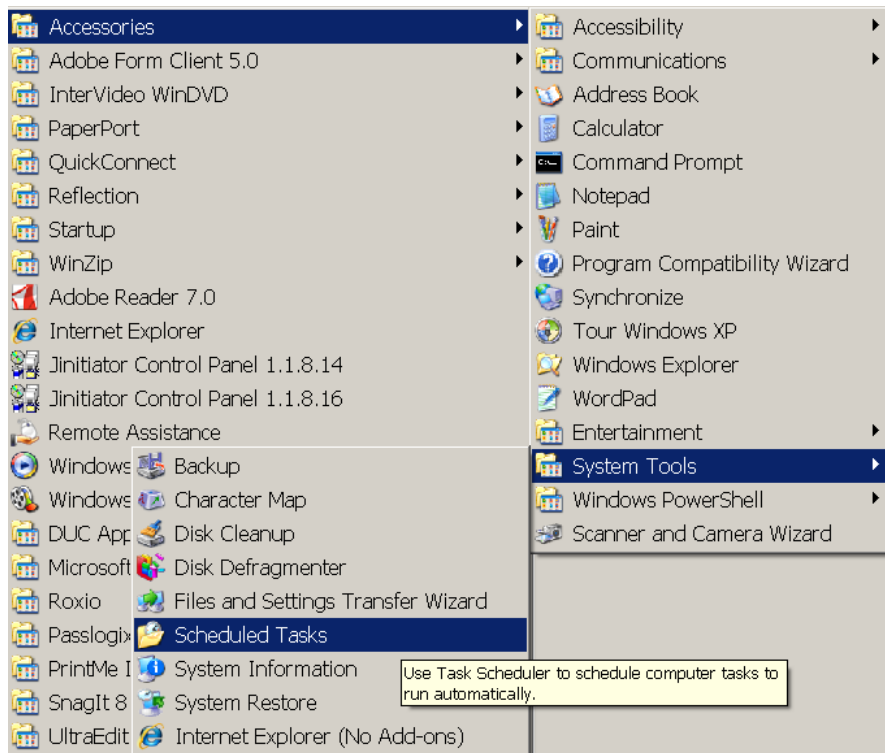 Accessories
Adobe Form Client 5.0
InterVideo WinDVD
PaperPort
QuickConnect
Reflection
Startup
WinZip
Adobe Reader 7.0
Internet Explorer
Jinitiator Control Panel 1.1.8.14
Jinitiator Control Panel 1.1.8.16
Remote Assistance
Windows
Windows
DUC App
Microsoft
Roxio
Passlogix
PrintMe I
SnagIt 8
UltraEdit
Accessibility
Communications
Address Book
Calculator
Command Prompt
Notepad
Paint
Program Compatibility Wizard
Synchronize
Tour Windows XP
Windows Explorer
WordPad
Entertainment
System Tools
Windows PowerShell
Scanner and Camera Wizard
Backup
Character Map
Disk Cleanup
Disk Defragmenter
Files and Settings Transfer Wizard
Scheduled Tasks
System Information
System Restore
Internet Explorer (No Add-ons)
Use Task Scheduler to schedule computer tasks to
run automatically.